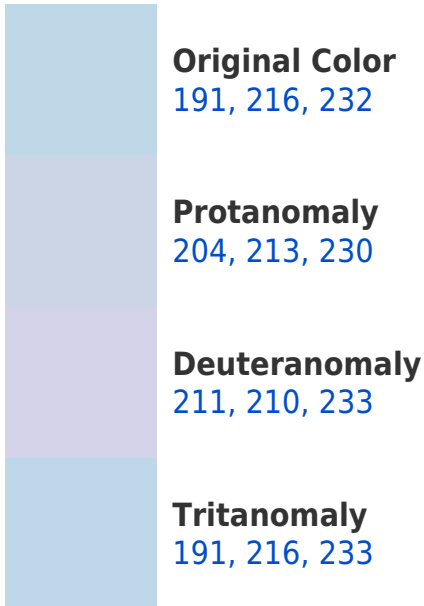 Original Color
191, 216, 232
Protanomaly
204, 213, 230
Deuteranomaly
211, 210, 233
Tritanomaly
191, 216, 233